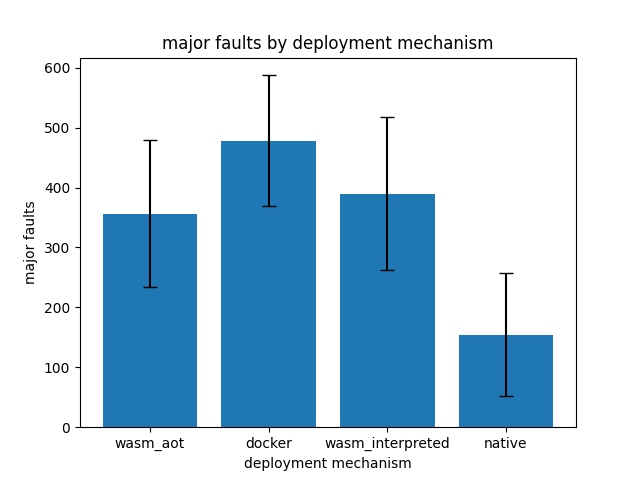 major faults by deployment mechanism
600
500
400
300
200
100
0
major faults
wasm_aot docker wasm_interpreted native
deployment mechanism